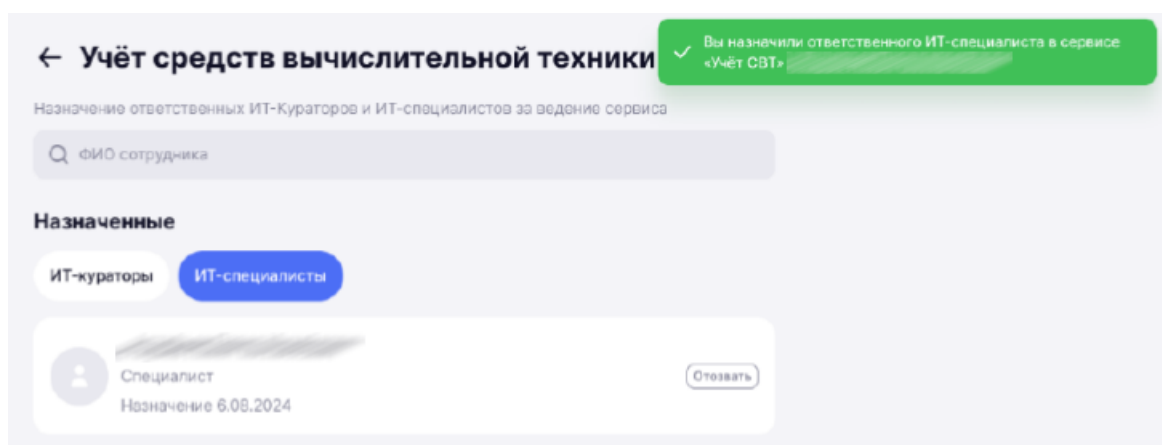 ← Учёт средств вычислительной техники
Вы назначили ответственного ИТ-специалиста в сервисе
«Учёт СВТ»
Назначение ответственных ИТ-Кураторов и ИТ-специалистов за ведение сервиса
ФИО сотрудника
Назначенные
ИТ-кураторы ИТ-специалисты
Специалист
Отозвать
Назначение 6.08.2024